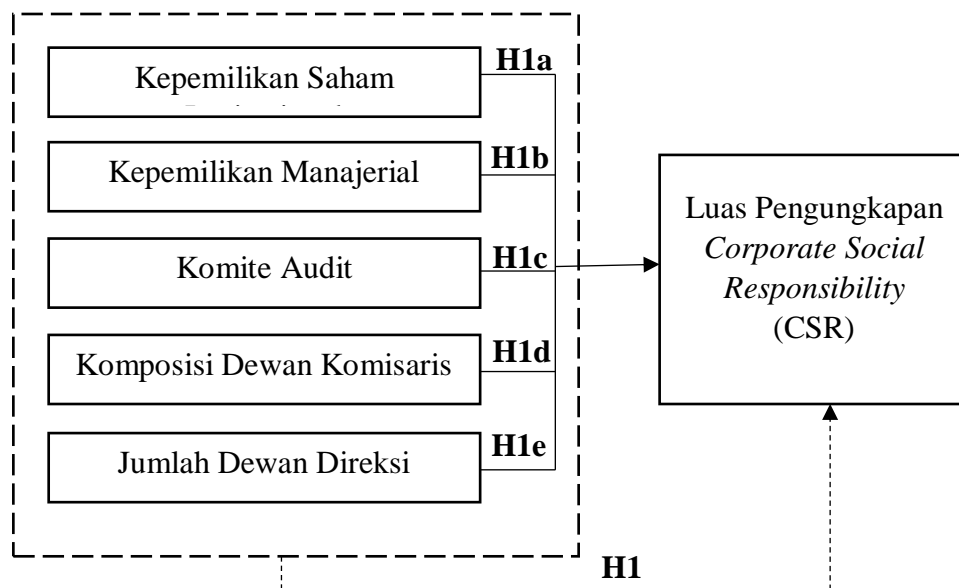 Kepemilikan Saham
H1a
Kepemilikan Manajerial
H1b
Komite Audit
H1c
Komposisi Dewan Komisaris
H1d
Jumlah Dewan Direksi
H1e
Luas Pengungkapan
Corporate Social
Responsibility
(CSR)
H1